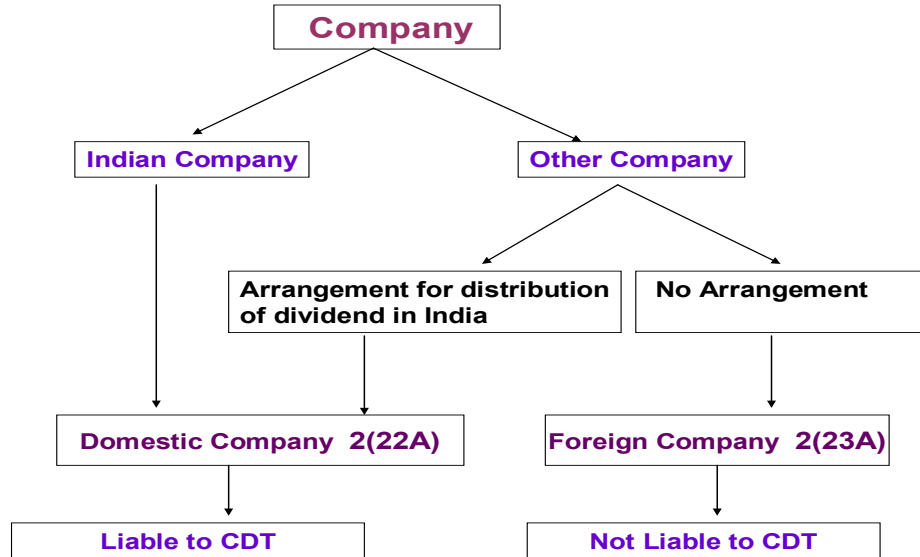 Company
Indian Company
Other Company
Arrangement for distribution
of dividend in India
No Arrangement
Domestic Company 2(22A)
Foreign Company 2(23A)
Liable to CDT
Not Liable to CDT